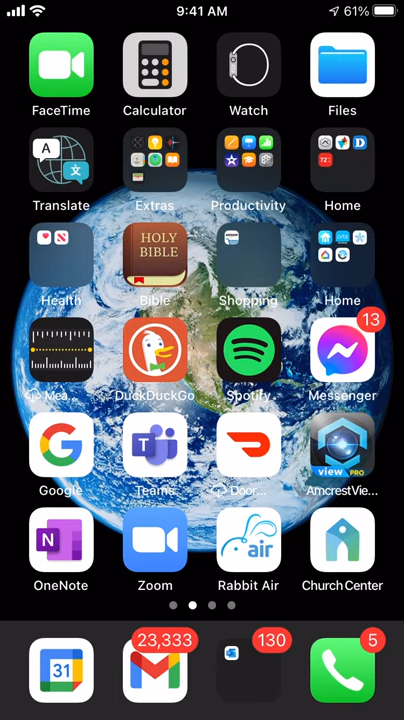 9:41 AM
61%
FaceTime
Calculator
Watch
Files
A
文
Translate
Extras
Productivity
Home
HOLY
BIBLE
Health
Bible
Shopping
Home
13
Mea...
DuckDuckGo
Spotify
Messenger
view PRO
Google
Teams
Door...
AmcrestVie...
N
air
OneNote
Zoom
Rabbit Air
Church Center
31
23,333
130
5